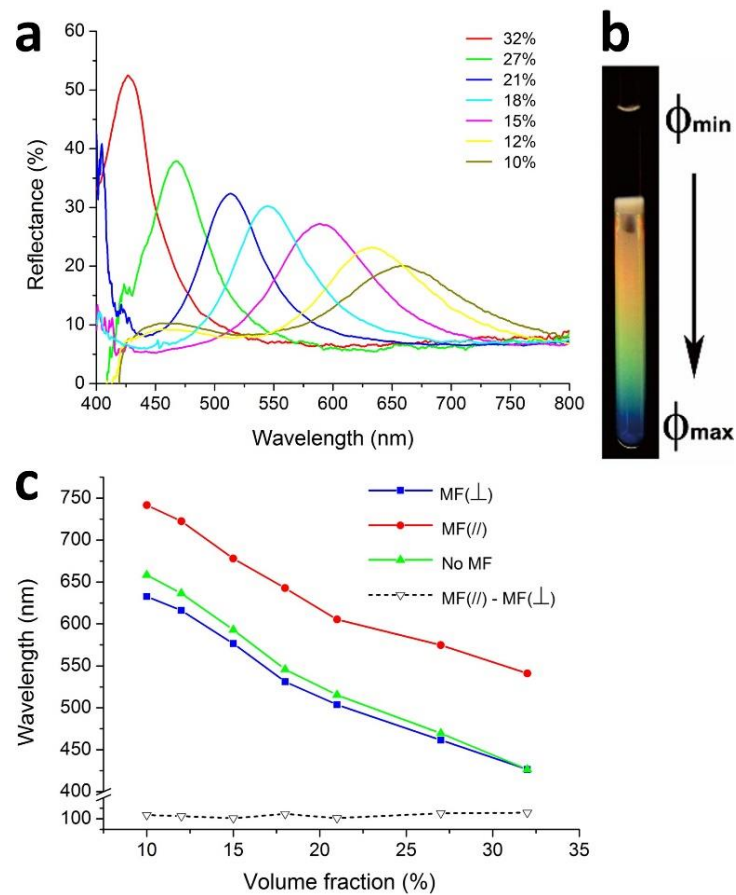 a
60
50
40
30
20
10
0
Reflectance (%)
400 450 500 550 600 650 700 750 800
Wavelength (nm)
32%
27%
21%
18%
15%
12%
10%
b
ϕmin
ϕmax
c
750
700
650
600
550
500
450
400
100
Wavelength (nm)
10 15 20 25 30 35
Volume fraction (%)
MF(⊥)
MF(//)
No MF
MF(//) - MF(⊥)